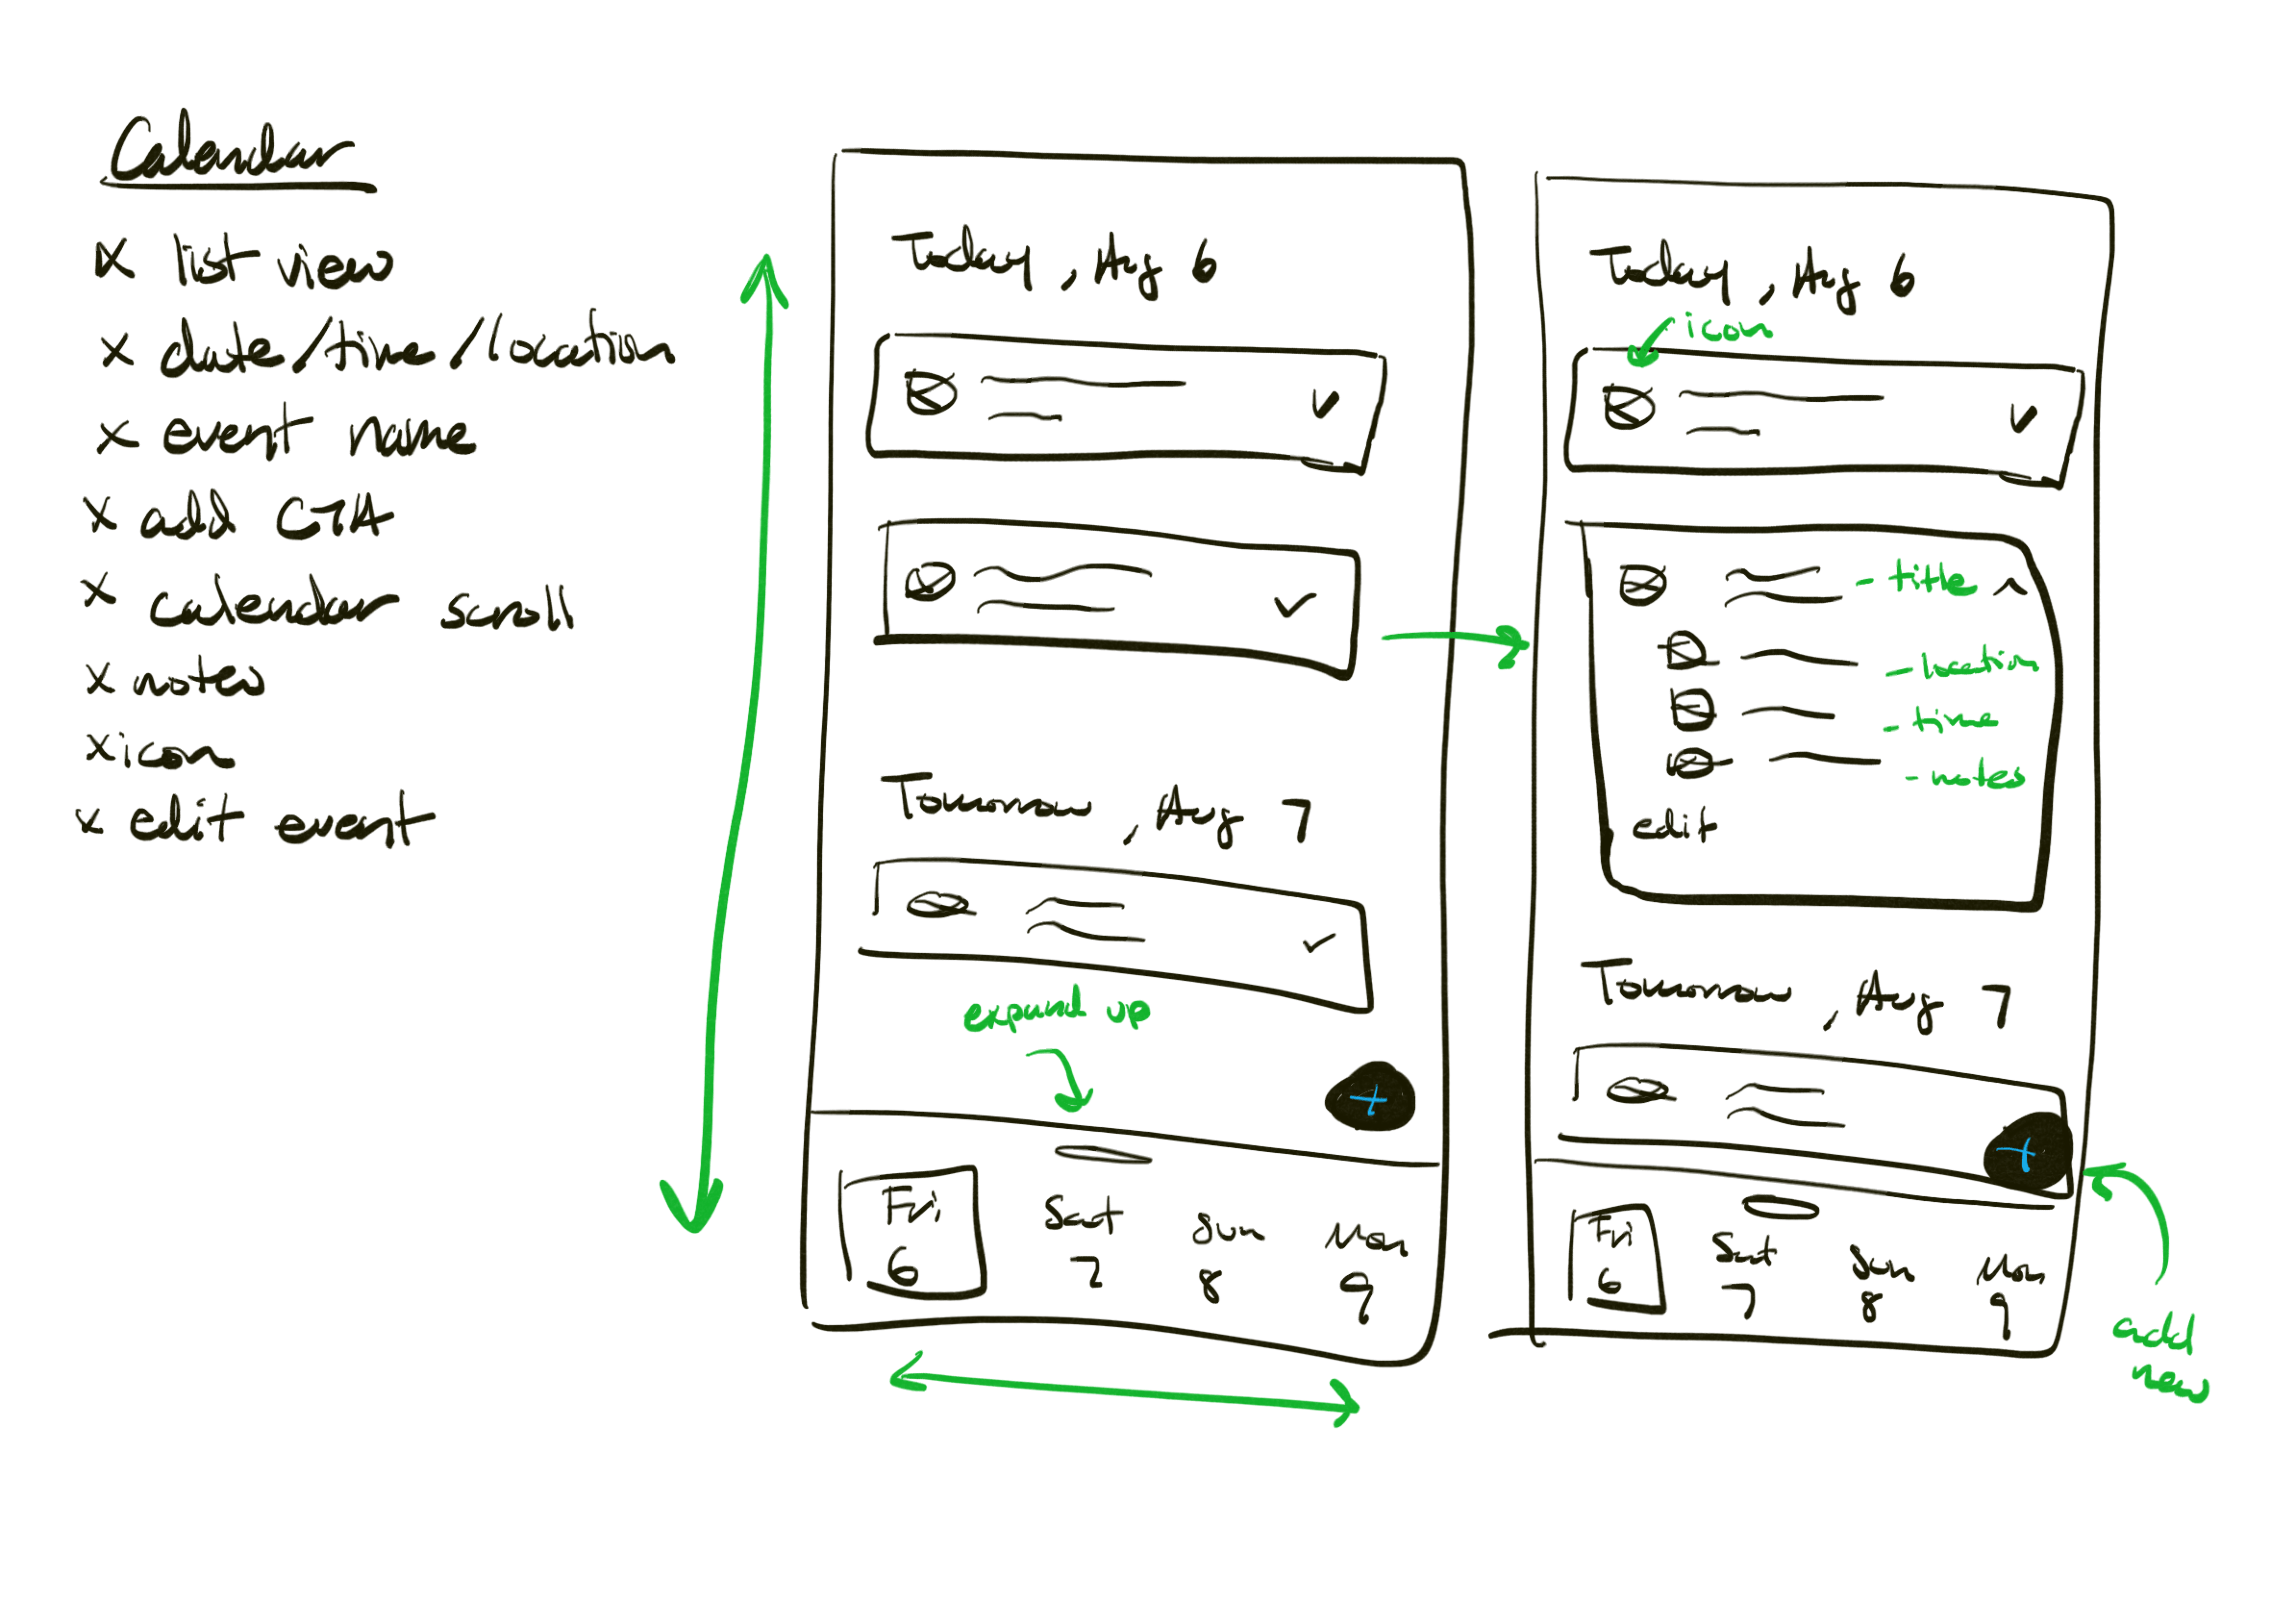 Calendar
x list view
x date/time/location
x event name
x add CTA
x calendar scroll
x notes
x icon
x edit event
Today, Aug 6
Tomorrow, Aug 7
expand up
+
Fri
6
Sat
7
Sun
8
Mon
9
Today, Aug 6
icon
- title
- location
- time
- notes
edit
Tomorrow, Aug 7
+
Fri
6
Sat
7
Sun
8
Mon
9
add
new